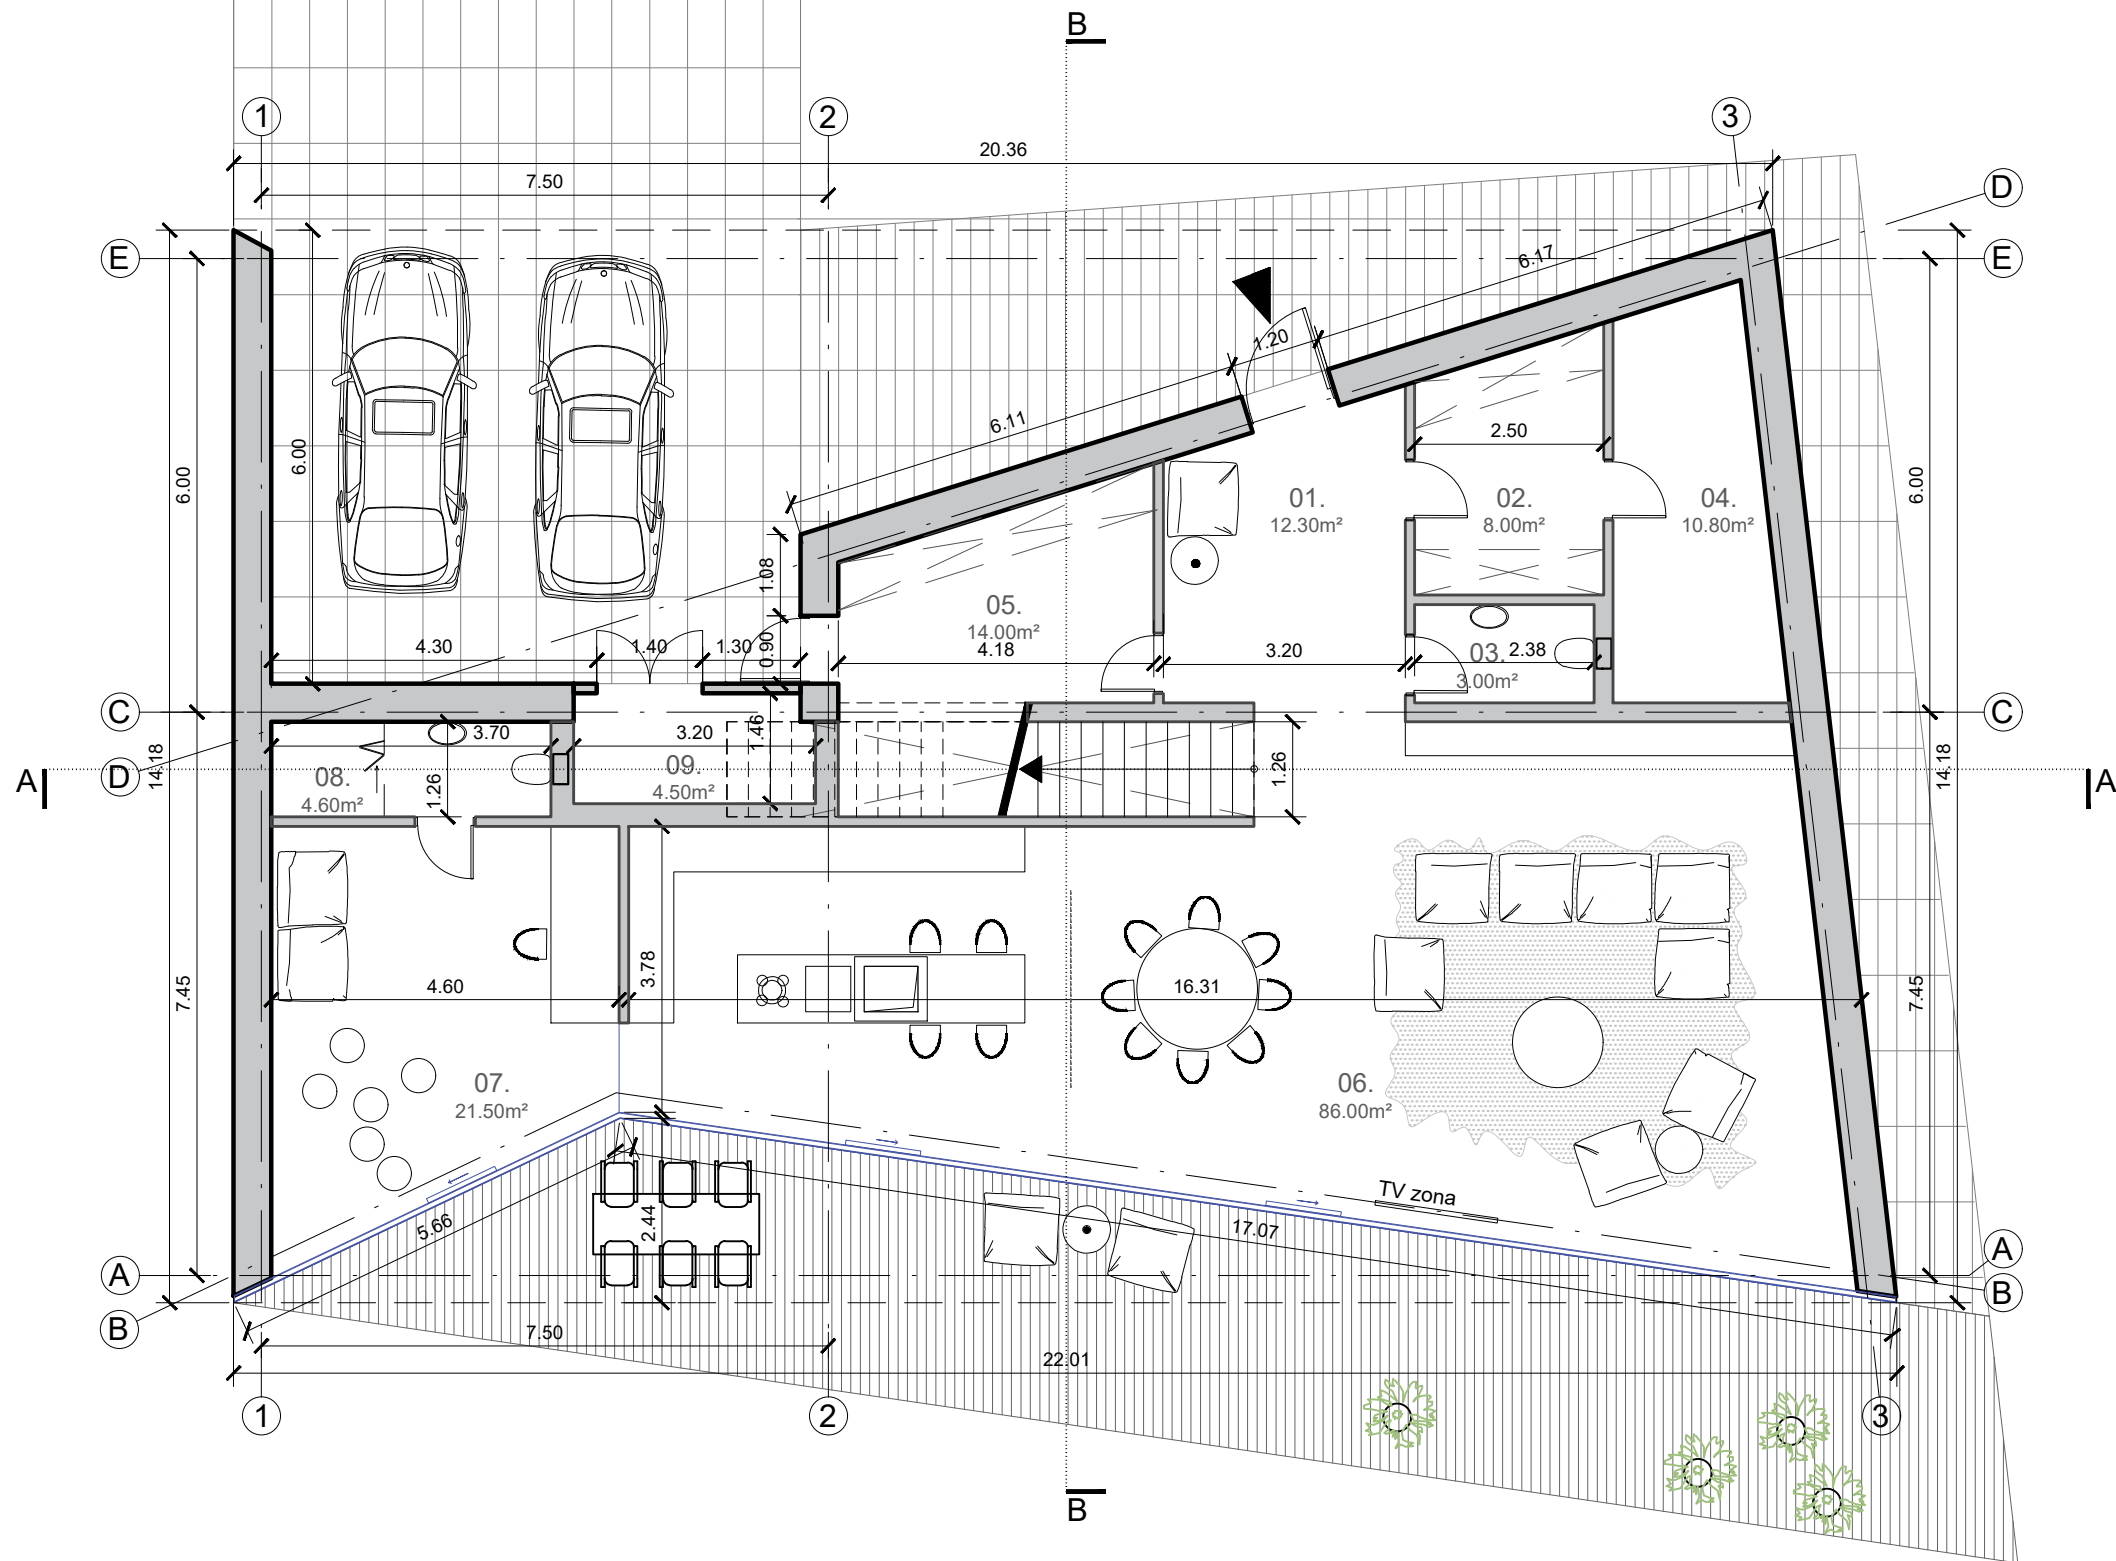 B
1
2
3
20.36
7.50
D
E
E
6.17
1.20
6.11
2.50
6.00
6.00
6.00
01.
12.30m²
02.
8.00m²
04.
10.80m²
1.08
05.
14.00m²
4.30
1.40
1.30
0.90
4.18
3.20
03.
2.38
3.00m²
C
C
3.70
1.46
3.20
D
14.18
14.18
A
A
08.
4.60m²
1.26
09.
4.50m²
1.26
3.78
4.60
16.31
7.45
7.45
07.
21.50m²
06.
86.00m²
TV zona
5.66
2.44
17.07
A
A
B
B
7.50
22.01
1
2
3
B